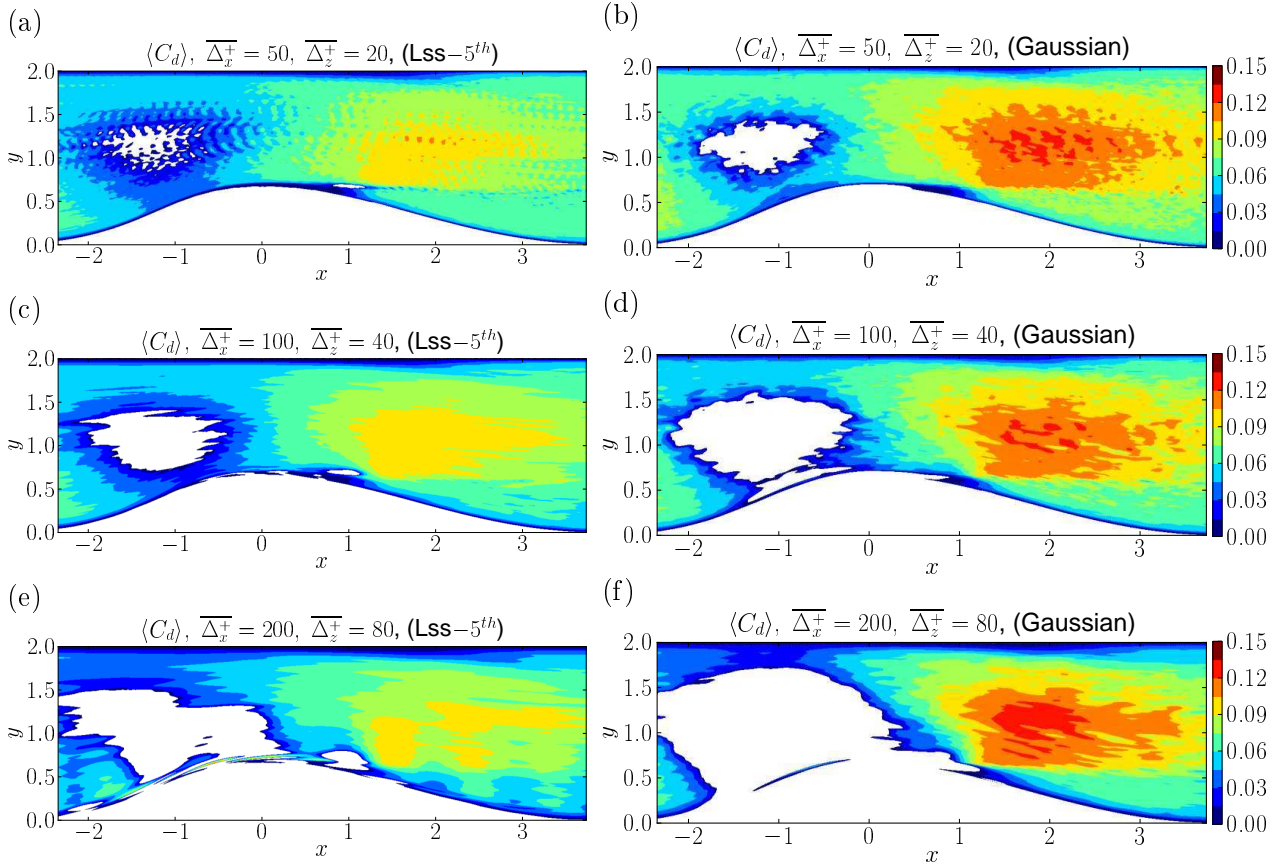 (a)
⟨C_d⟩, \overline{Δ_x^+} = 50, \overline{Δ_z^+} = 20, (Lss−5^{th})
2.0
1.5
1.0
0.5
0.0
y
−2 −1 0 1 2 3
x
(b)
⟨C_d⟩, \overline{Δ_x^+} = 50, \overline{Δ_z^+} = 20, (Gaussian)
2.0
1.5
1.0
0.5
0.0
y
−2 −1 0 1 2 3
x
0.15
0.12
0.09
0.06
0.03
0.00
(c)
⟨C_d⟩, \overline{Δ_x^+} = 100, \overline{Δ_z^+} = 40, (Lss−5^{th})
2.0
1.5
1.0
0.5
0.0
y
−2 −1 0 1 2 3
x
(d)
⟨C_d⟩, \overline{Δ_x^+} = 100, \overline{Δ_z^+} = 40, (Gaussian)
2.0
1.5
1.0
0.5
0.0
y
−2 −1 0 1 2 3
x
0.15
0.12
0.09
0.06
0.03
0.00
(e)
⟨C_d⟩, \overline{Δ_x^+} = 200, \overline{Δ_z^+} = 80, (Lss−5^{th})
2.0
1.5
1.0
0.5
0.0
y
−2 −1 0 1 2 3
x
(f)
⟨C_d⟩, \overline{Δ_x^+} = 200, \overline{Δ_z^+} = 80, (Gaussian)
2.0
1.5
1.0
0.5
0.0
y
−2 −1 0 1 2 3
x
0.15
0.12
0.09
0.06
0.03
0.00